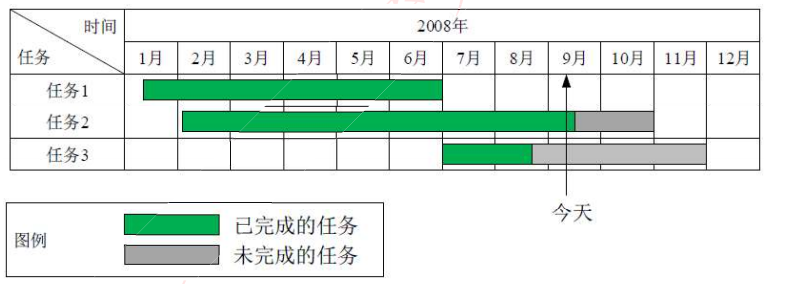 时间
2008年
任务
1月 2月 3月 4月 5月 6月 7月 8月 9月 10月 11月 12月
任务1
任务2
任务3
今天
图例
已完成的任务
未完成的任务